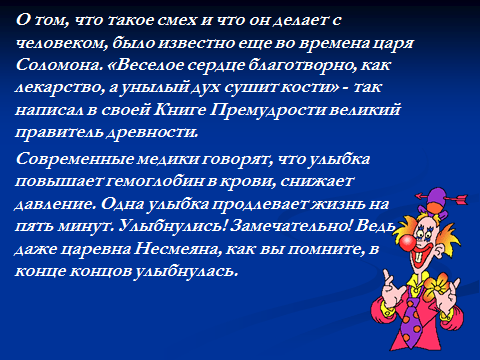 О том, что такое смех и что он делает с
человеком, было известно еще во времена царя
Соломона. «Веселое сердце благотворно, как
лекарство, а унылый дух сушит кости» - так
написал в своей Книге Премудрости великий
правитель древности.
Современные медики говорят, что улыбка
повышает гемоглобин в крови, снижает
давление. Одна улыбка продлевает жизнь на
пять минут. Улыбнулись! Замечательно! Ведь
даже царевна Несмеяна, как вы помните, в
конце концов улыбнулась.